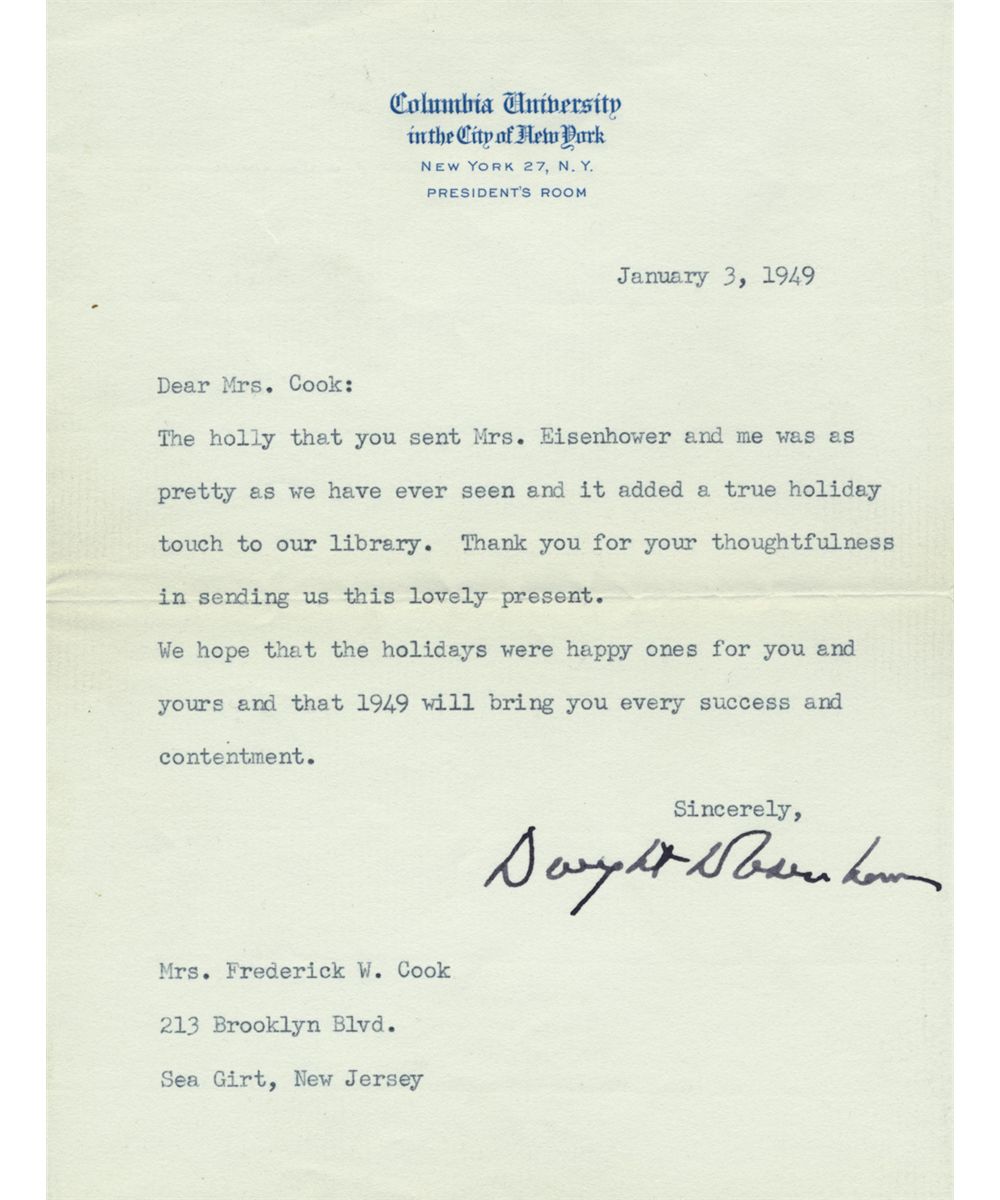 Columbia University
in the City of New York
NEW YORK 27, N. Y.
PRESIDENT'S ROOM
January 3, 1949
Dear Mrs. Cook:
The holly that you sent Mrs. Eisenhower and me was as
pretty as we have ever seen and it added a true holiday
touch to our library.  Thank you for your thoughtfulness
in sending us this lovely present.
We hope that the holidays were happy ones for you and
yours and that 1949 will bring you every success and
contentment.
Sincerely,
Dwight D Eisenhower
Mrs. Frederick W. Cook
213 Brooklyn Blvd.
Sea Girt, New Jersey